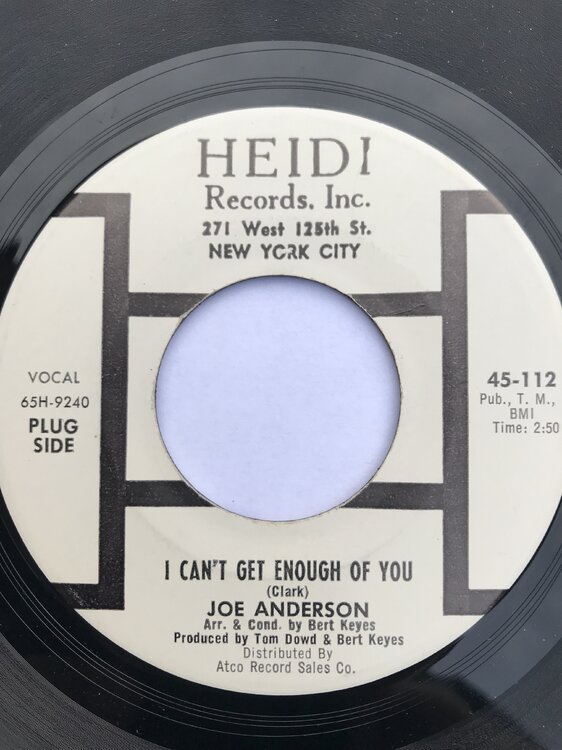 HEIDI
Records, Inc.
271 West 125th St.
NEW YORK CITY
VOCAL
65H-9240
PLUG
SIDE
45-112
Pub., T. M.,
BMI
Time: 2:50
I CAN'T GET ENOUGH OF YOU
(Clark)
JOE ANDERSON
Arr. & Cond. by Bert Keyes
Produced by Tom Dowd & Bert Keyes
Distributed By
Atco Record Sales Co.